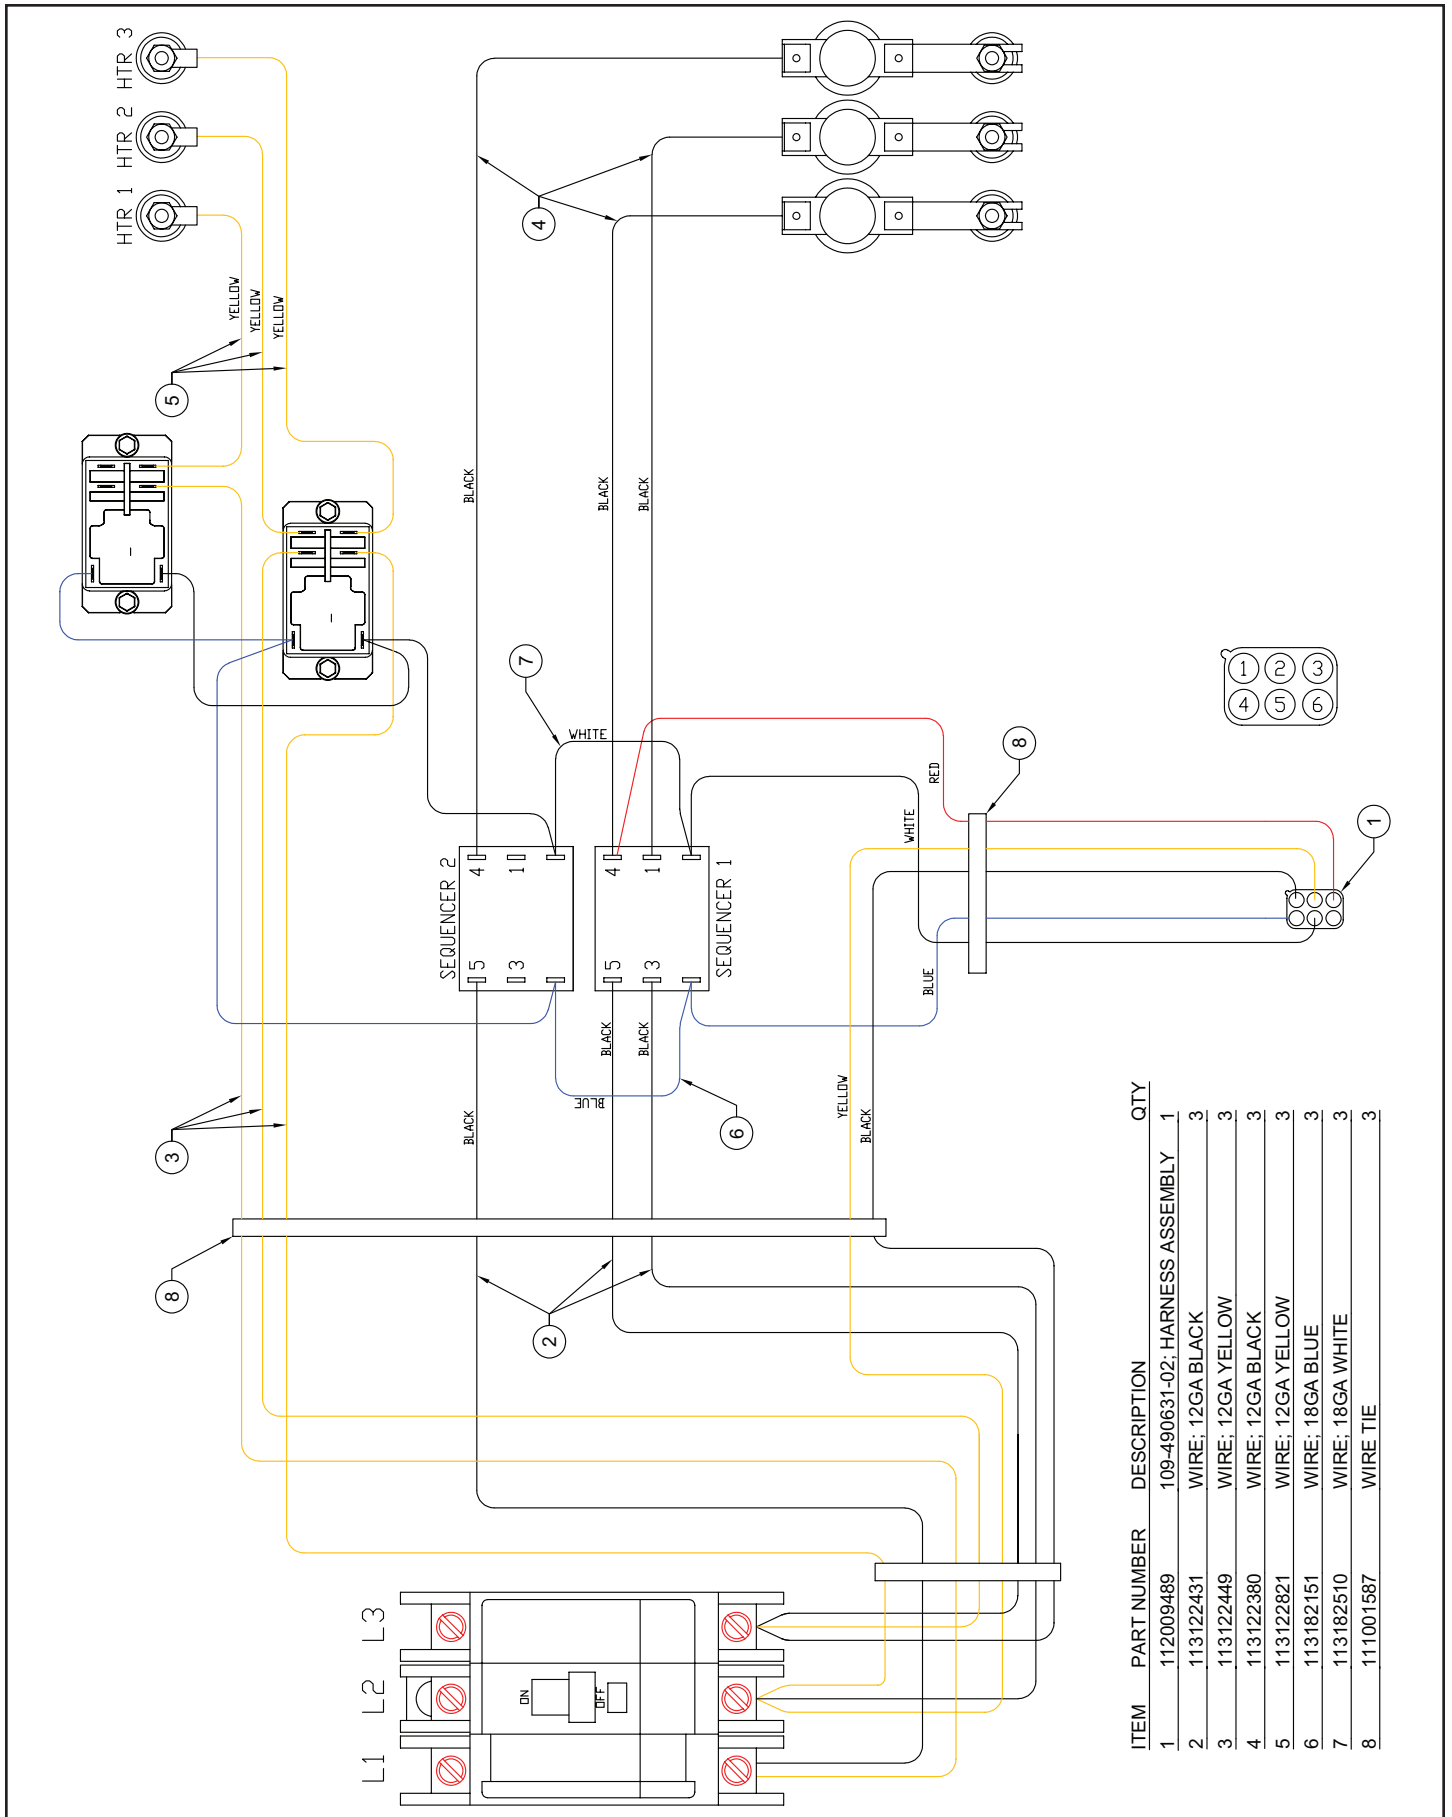 HTR 1
HTR 2
HTR 3
YELLOW
YELLOW
YELLOW
5
4
BLACK
BLACK
BLACK
7
WHITE
SEQUENCER 2
4
1
5
3
SEQUENCER 1
4
1
5
3
RED
WHITE
BLUE
8
1
1 2 3
4 5 6
BLACK
BLACK
BLACK
BLUE
6
YELLOW
BLACK
3
8
2
L1
L2
L3
ON
OFF
ITEM PART NUMBER DESCRIPTION QTY
1 112009489 109-490631-02; HARNESS ASSEMBLY 1
2 113122431 WIRE; 12GA BLACK 3
3 113122449 WIRE; 12GA YELLOW 3
4 113122380 WIRE; 12GA BLACK 3
5 113122821 WIRE; 12GA YELLOW 3
6 113182151 WIRE; 18GA BLUE 3
7 113182510 WIRE; 18GA WHITE 3
8 111001587 WIRE TIE 3